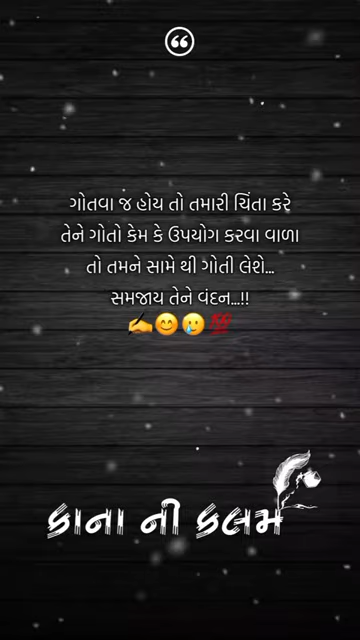 ગોતવા જ હોય તો તમારી ચિંતા કરે
તેને ગોતો કેમ કે ઉપયોગ કરવા વાળા
તો તમને સામે થી ગોતી લેશે...
સમજાય તેને વંદન...!!
✍😊🥲💯
કાના ની કલમ